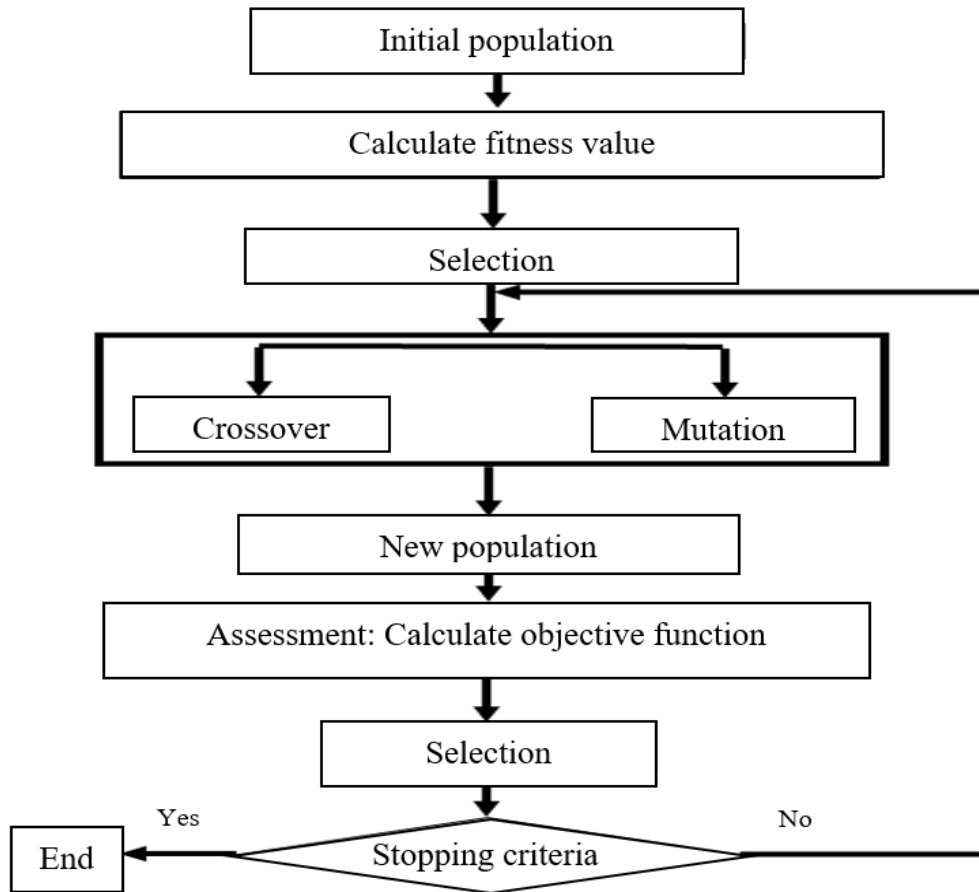 Initial population
Calculate fitness value
Selection
Crossover
Mutation
New population
Assessment: Calculate objective function
Selection
Yes
No
End
Stopping criteria